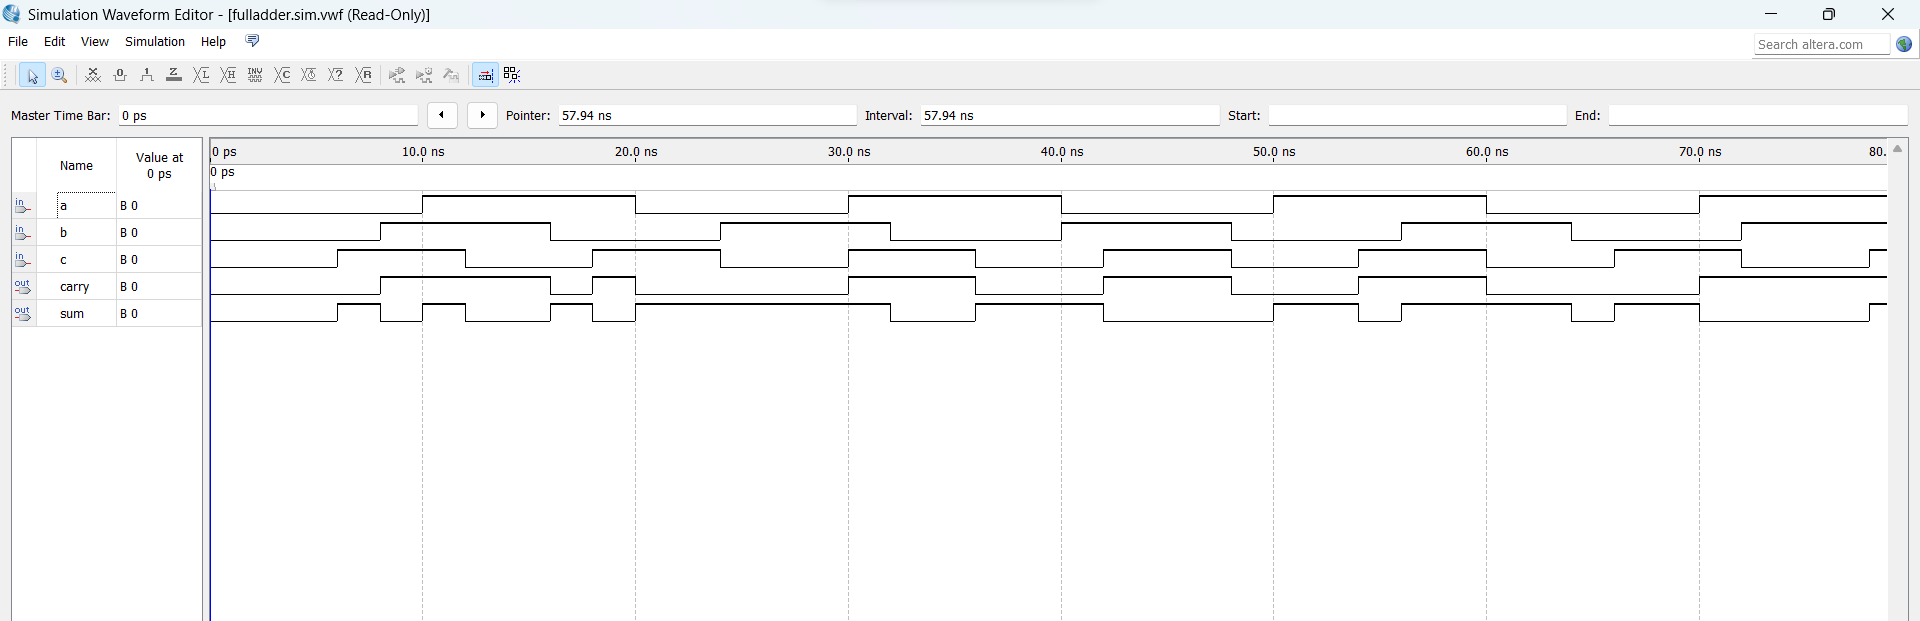 Simulation Waveform Editor - [fulladder.sim.vwf (Read-Only)]
File Edit View Simulation Help
Search altera.com
Master Time Bar: 0 ps Pointer: 57.94 ns Interval: 57.94 ns Start: End:
Name Value at 0 ps
0 ps 10.0 ns 20.0 ns 30.0 ns 40.0 ns 50.0 ns 60.0 ns 70.0 ns 80.
0 ps
in a B 0
in b B 0
in c B 0
out carry B 0
out sum B 0